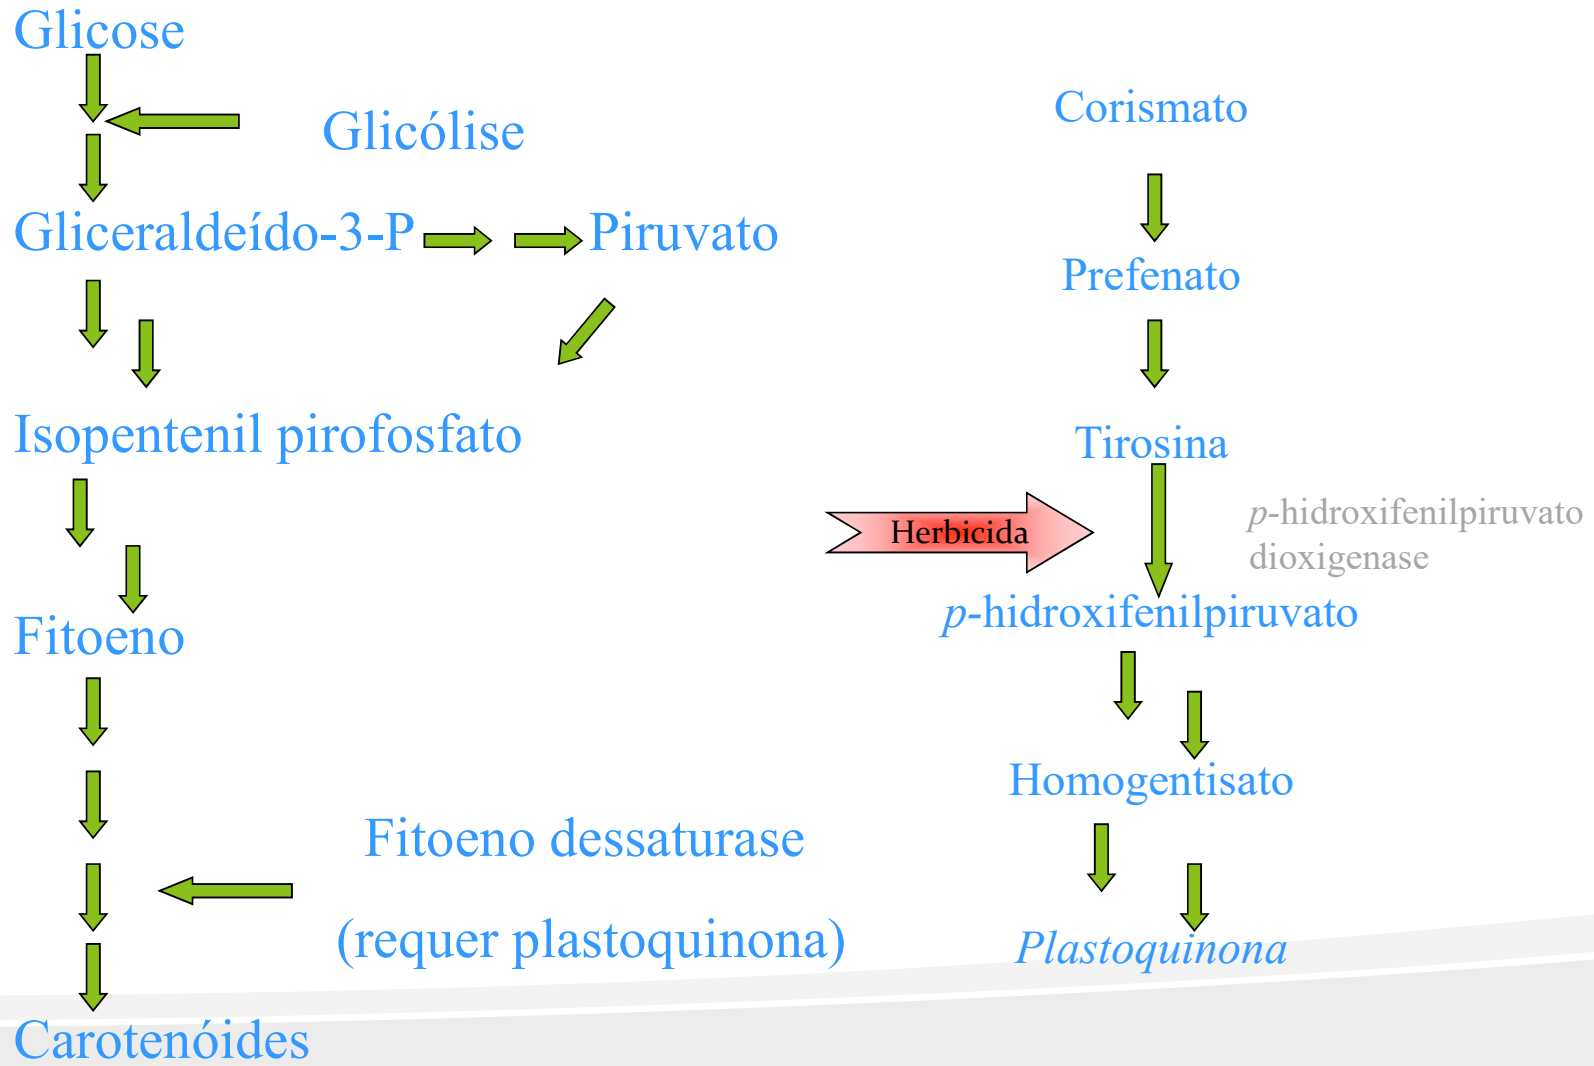 Glicose
Glicólise
Gliceraldeído-3-P
Piruvato
Isopentenil pirofosfato
Fitoeno
Fitoeno dessaturase
(requer plastoquinona)
Carotenóides
Corismato
Prefenato
Tirosina
Herbicida
p-hidroxifenilpiruvato
dioxigenase
p-hidroxifenilpiruvato
Homogentisato
Plastoquinona